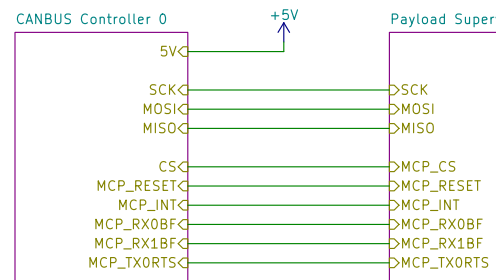 CANBUS Controller 0
+5V
Payload Super
5V
SCK
SCK
MOSI
MOSI
MISO
MISO
CS
MCP_CS
MCP_RESET
MCP_RESET
MCP_INT
MCP_INT
MCP_RX0BF
MCP_RX0BF
MCP_RX1BF
MCP_RX1BF
MCP_TX0RTS
MCP_TX0RTS